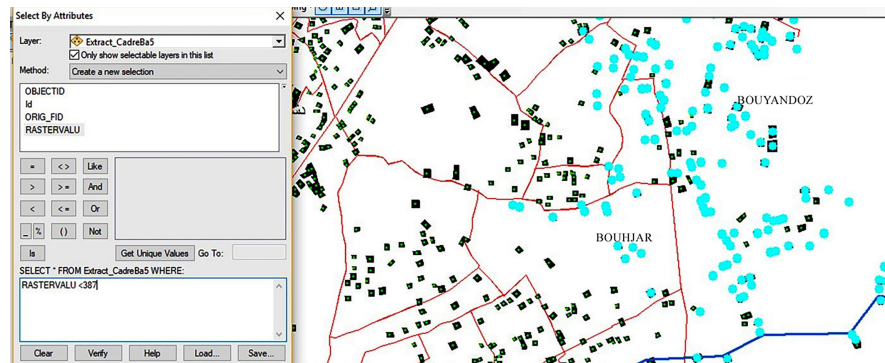 Select By Attributes
Layer: Extract_CadreBa5
Only show selectable layers in this list
Method: Create a new selection
OBJECTID
Id
ORIG_FID
RASTERVALU
= < > Like
> > = And
< < = Or
_ % ( ) Not
Is Get Unique Values Go To:
SELECT * FROM Extract_CadreBa5 WHERE:
RASTERVALU <387
Clear Verify Help Load... Save...
BOUYANDOZ
BOUHJAR